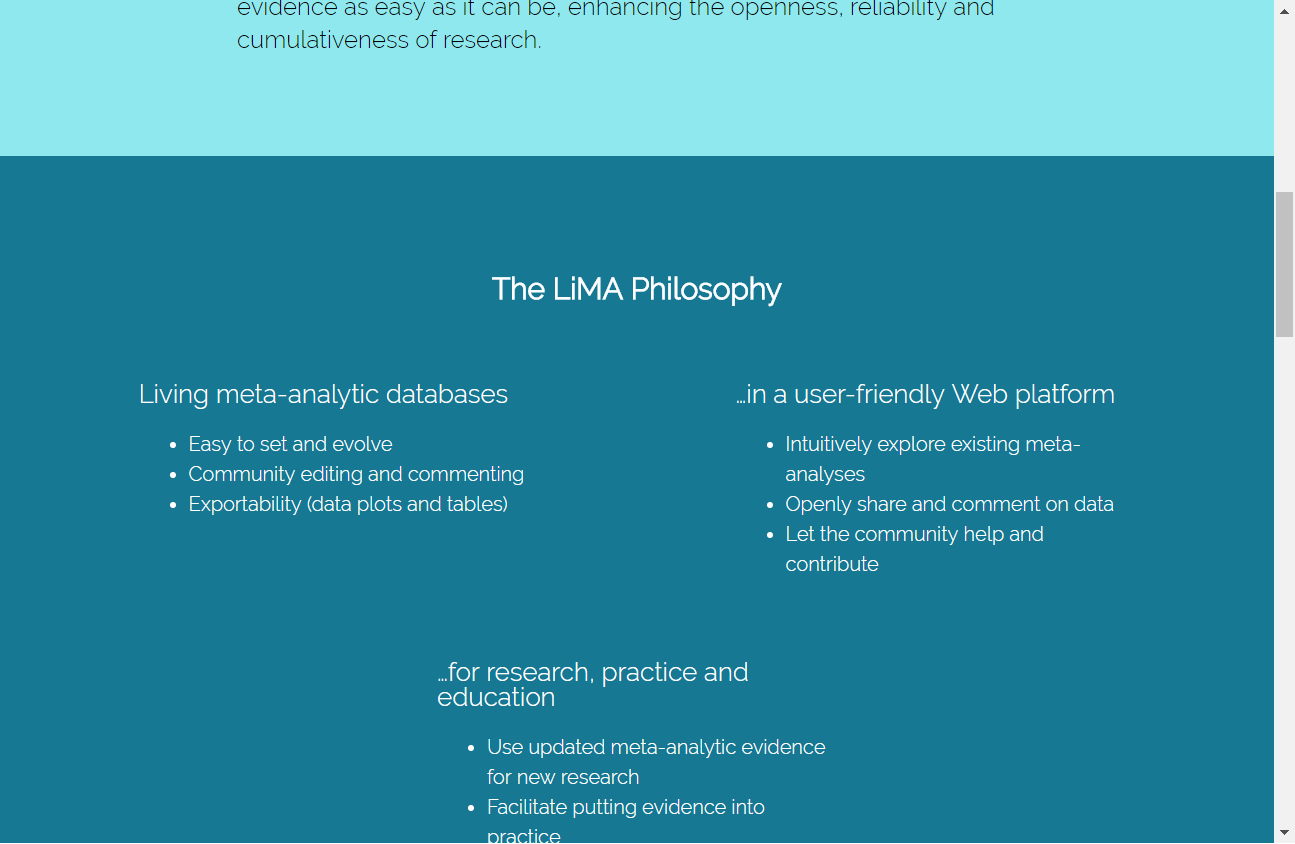 evidence as easy as it can be, enhancing the openness, reliability and
cumulativeness of research.
The LiMA Philosophy
Living meta-analytic databases
• Easy to set and evolve
• Community editing and commenting
• Exportability (data plots and tables)
...in a user-friendly Web platform
• Intuitively explore existing meta-
analyses
• Openly share and comment on data
• Let the community help and
contribute
...for research, practice and
education
• Use updated meta-analytic evidence
for new research
• Facilitate putting evidence into
practice